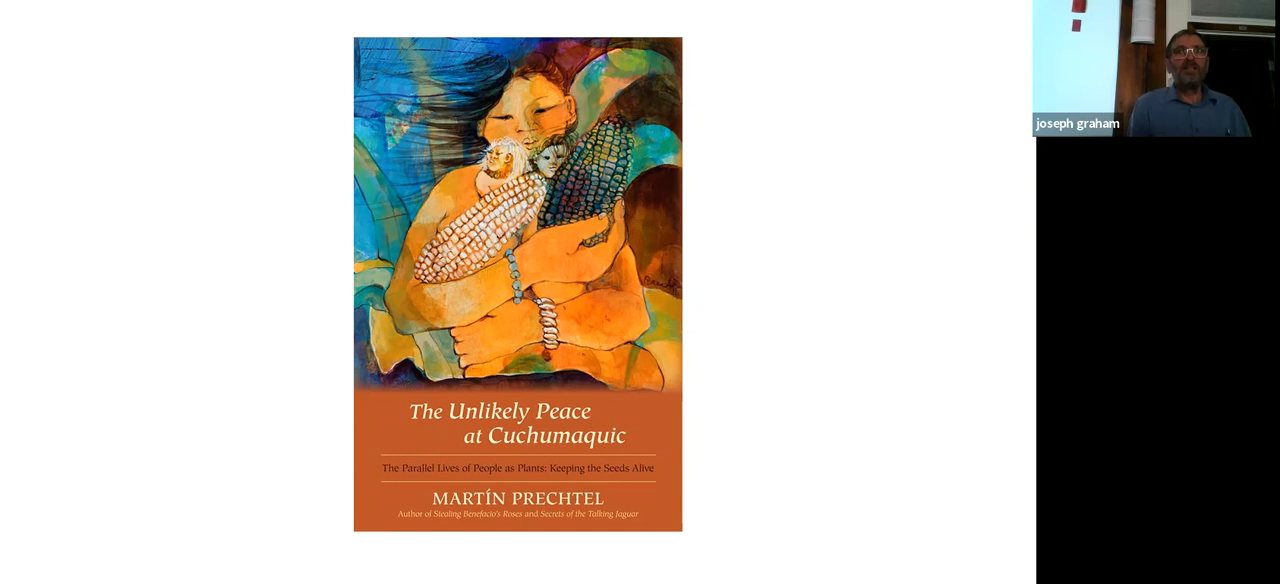 The Unlikely Peace
at Cuchumaquic
The Parallel Lives of People as Plants: Keeping the Seeds Alive
MARTÍN PRECHTEL
Author of Stealing Benefacio's Roses and Secrets of the Talking Jaguar
joseph graham